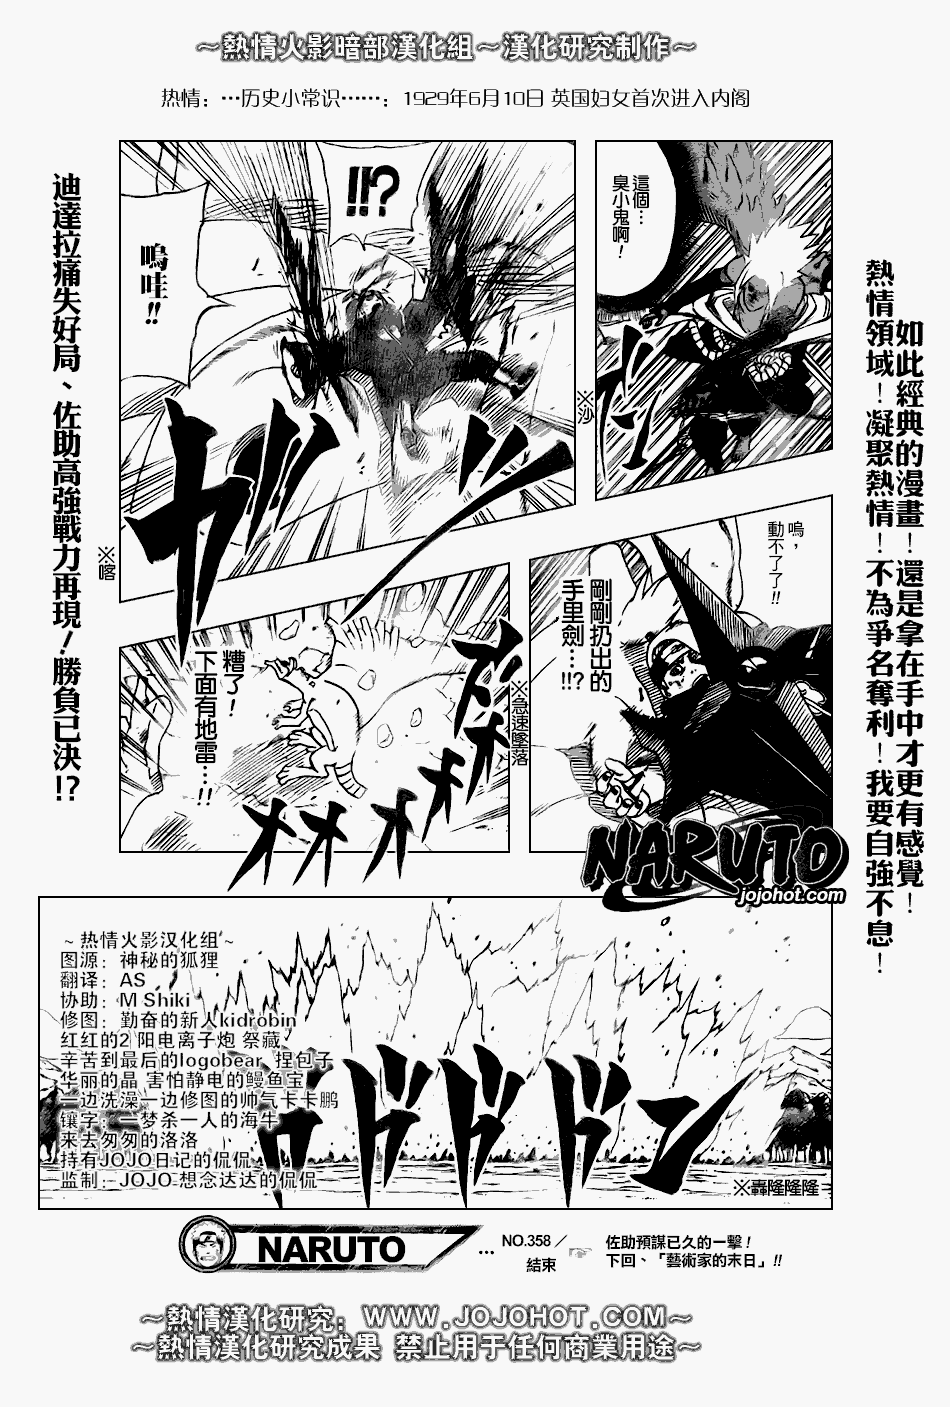 ～熱情火影暗部漢化組～漢化研究制作～
热情：…历史小常识……：1929年6月10日 英国妇女首次进入内阁
如此經典的漫畫！還是拿在手中才更有感覺！
熱情領域！凝聚熱情！不為爭名奪利！我要自強不息！
這個…
臭小鬼啊！
※沙
!!?
嗚哇!!
ガッ
※喀
嗚，
動不了了!!
剛剛扔出的
手里劍…!!?
※急速墜落
糟了！
下面有地雷…!!
迪達拉痛失好局、佐助高強戰力再現！勝負已決!?
NARUTO
jojohot.com
～热情火影汉化组～
图源：神秘的狐狸
翻译：AS
协助：M Shiki
修图：勤奋的新人kidrobin
红红的2 阳电离子炮 祭藏
辛苦到最后的logobear 捏包子
华丽的晶 害怕静电的鳗鱼宝
一边洗澡一边修图的帅气卡卡鹏
镶字：一梦杀一人的海牛
来去匆匆的洛洛
持有JOJO日记的侃侃
监制：JOJO 想念达达的侃侃
ドドドン
※轟隆隆隆
NARUTO
… NO.358／
結束
佐助預謀已久的一擊！
下回、「藝術家的末日」!!
～熱情漢化研究：WWW.JOJOHOT.COM～
～熱情漢化研究成果 禁止用于任何商業用途～